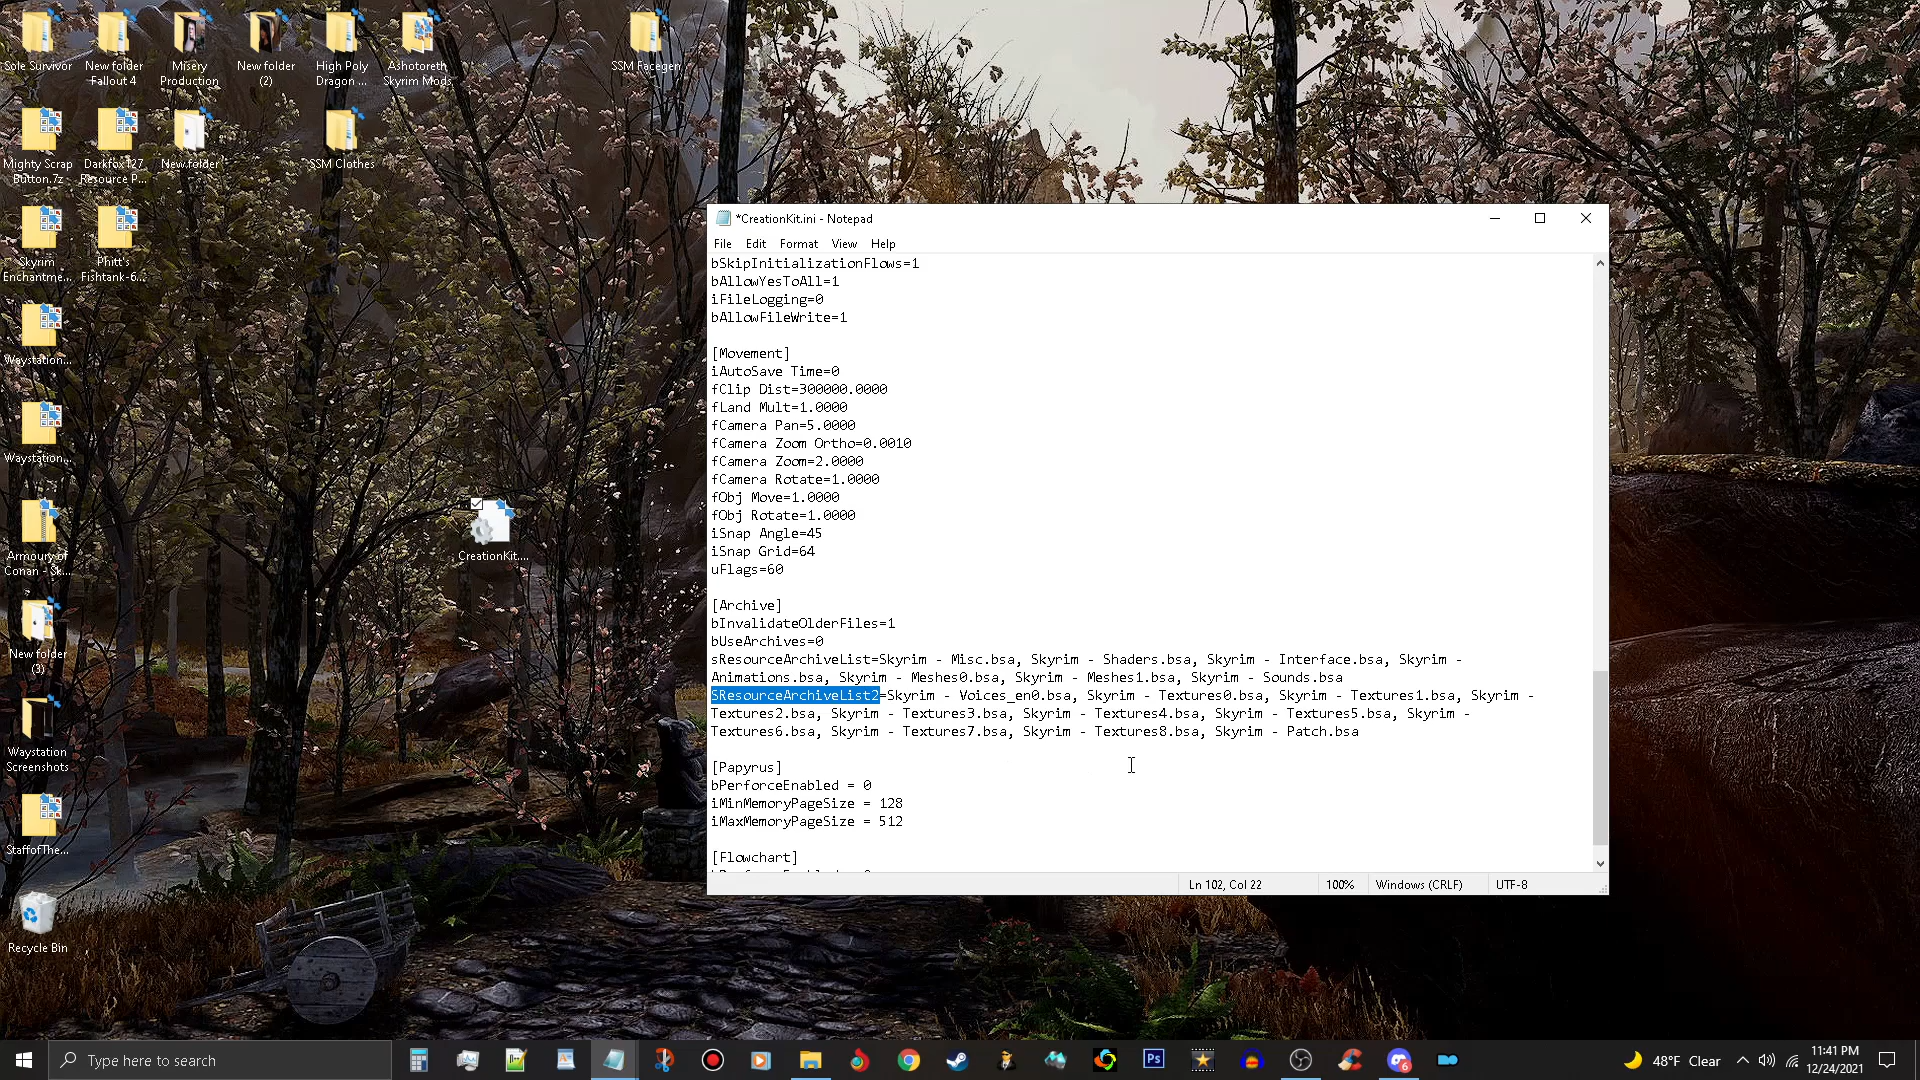 Sole Survivor
New folder
Fallout 4
Misery
Production
New folder
(2)
High Poly
Dragon ...
Ashotoreth
Skyrim Mods
SSM Facegen
Mighty Scrap
Button.7z
Darkfox127
Resource P...
New folder
SSM Clothes
Skyrim
Enchantme...
Phitt's
Fishtank-6...
Waystation...
Waystation...
Armoury of
Conan - Sk...
New folder
(3)
Waystation
Screenshots
StaffofThe...
Recycle Bin
CreationKit....
*CreationKit.ini - Notepad
File Edit Format View Help
bSkipInitializationFlows=1
bAllowYesToAll=1
iFileLogging=0
bAllowFileWrite=1
[Movement]
iAutoSave Time=0
fClip Dist=300000.0000
fLand Mult=1.0000
fCamera Pan=5.0000
fCamera Zoom Ortho=0.0010
fCamera Zoom=2.0000
fCamera Rotate=1.0000
fObj Move=1.0000
fObj Rotate=1.0000
iSnap Angle=45
iSnap Grid=64
uFlags=60
[Archive]
bInvalidateOlderFiles=1
bUseArchives=0
sResourceArchiveList=Skyrim - Misc.bsa, Skyrim - Shaders.bsa, Skyrim - Interface.bsa, Skyrim -
Animations.bsa, Skyrim - Meshes0.bsa, Skyrim - Meshes1.bsa, Skyrim - Sounds.bsa
SResourceArchiveList2=Skyrim - Voices_en0.bsa, Skyrim - Textures0.bsa, Skyrim - Textures1.bsa, Skyrim -
Textures2.bsa, Skyrim - Textures3.bsa, Skyrim - Textures4.bsa, Skyrim - Textures5.bsa, Skyrim -
Textures6.bsa, Skyrim - Textures7.bsa, Skyrim - Textures8.bsa, Skyrim - Patch.bsa
[Papyrus]
bPerforceEnabled = 0
iMinMemoryPageSize = 128
iMaxMemoryPageSize = 512
[Flowchart]
Ln 102, Col 22
100%
Windows (CRLF)
UTF-8
Type here to search
Ps
6
48°F Clear
11:41 PM
12/24/2021